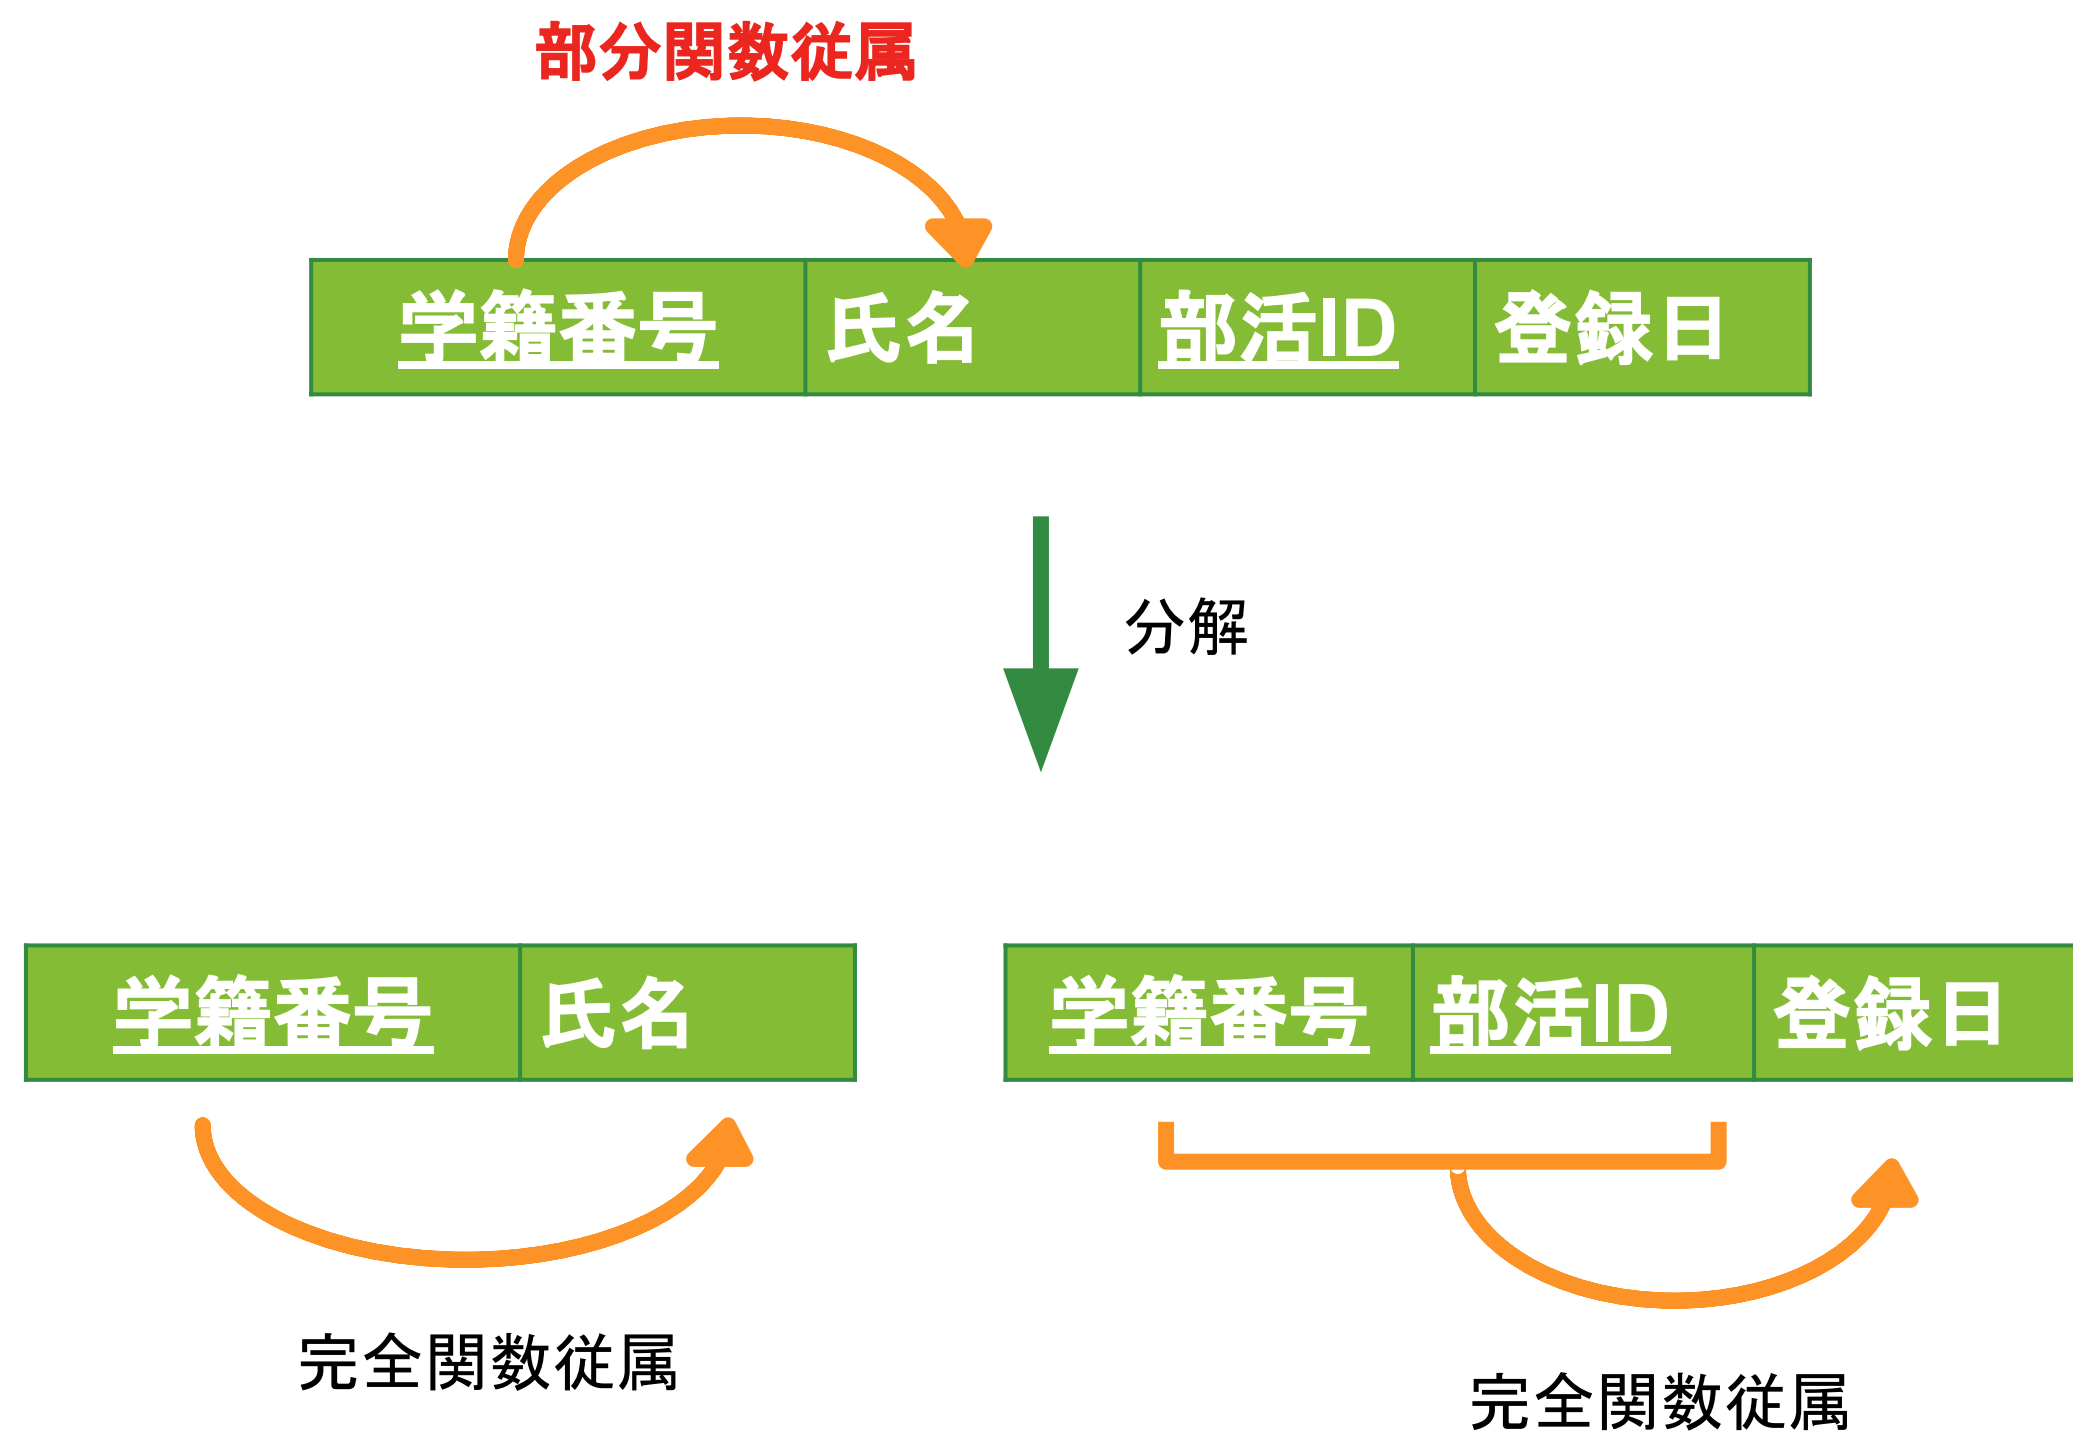 部分関数従属
学籍番号 氏名 部活ID 登録日
分解
学籍番号 氏名
学籍番号 部活ID 登録日
完全関数従属
完全関数従属